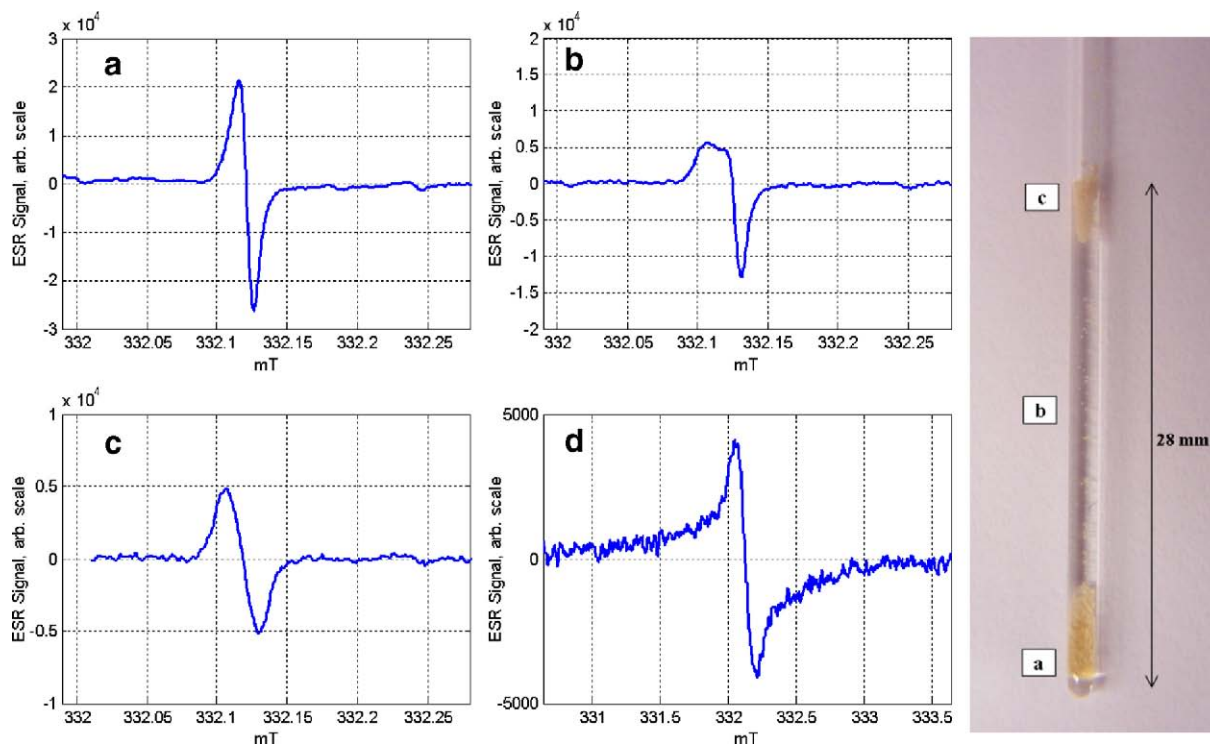 x 10⁴
a
ESR Signal, arb. scale
3
2
1
0
-1
-2
-3
332 332.05 332.1 332.15 332.2 332.25
mT
x 10⁴
b
ESR Signal, arb. scale
2
1.5
1
0.5
0
-0.5
-1
-1.5
-2
332 332.05 332.1 332.15 332.2 332.25
mT
x 10⁴
c
ESR Signal, arb. scale
1
0.5
0
-0.5
-1
332 332.05 332.1 332.15 332.2 332.25
mT
d
ESR Signal, arb. scale
5000
0
-5000
331 331.5 332 332.5 333 333.5
mT
c
b
28 mm
a